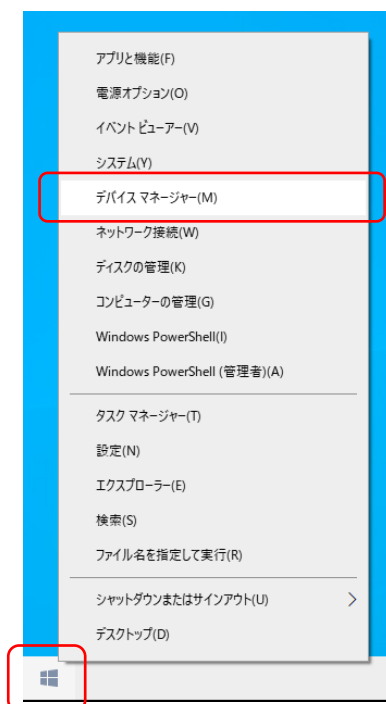 アプリと機能(F)
電源オプション(O)
イベント ビューアー(V)
システム(Y)
デバイス マネージャー(M)
ネットワーク接続(W)
ディスクの管理(K)
コンピューターの管理(G)
Windows PowerShell(I)
Windows PowerShell (管理者)(A)
タスク マネージャー(T)
設定(N)
エクスプローラー(E)
検索(S)
ファイル名を指定して実行(R)
シャットダウンまたはサインアウト(U)
デスクトップ(D)